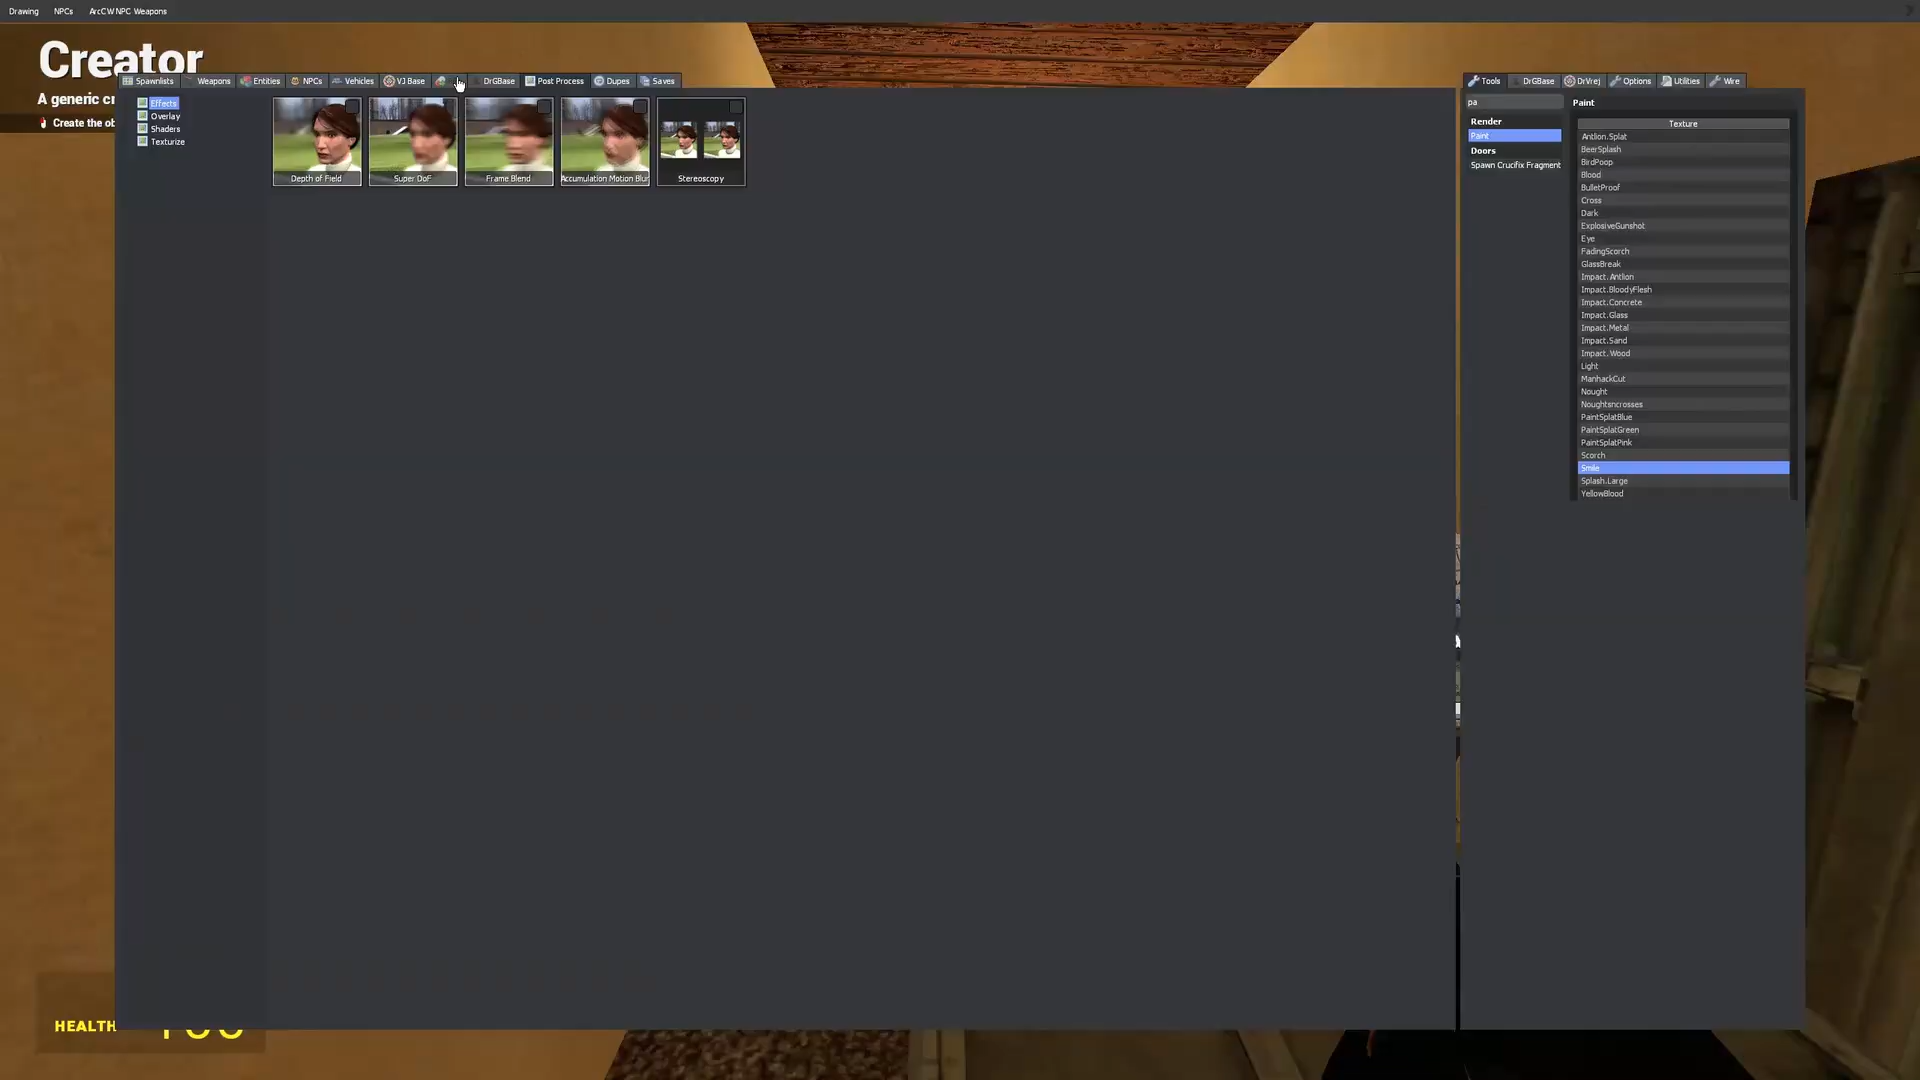 Drawing NPCs ArcCW NPC Weapons
Creator
A generic cr
Create the ob
Spawnlists Weapons Entities NPCs Vehicles VJ Base DrGBase Post Process Dupes Saves
Effects
Overlay
Shaders
Texturize
Depth of Field Super DoF Frame Blend Accumulation Motion Blur Stereoscopy
Tools DrGBase DrVrej Options Utilities Wire
pa
Render
Paint
Doors
Spawn Crucifix Fragment
Paint
Texture
Antlion.Splat
BeerSplash
BirdPoop
Blood
BulletProof
Cross
Dark
ExplosiveGunshot
Eye
FadingScorch
GlassBreak
Impact.Antlion
Impact.BloodyFlesh
Impact.Concrete
Impact.Glass
Impact.Metal
Impact.Sand
Impact.Wood
Light
ManhackCut
Nought
Noughtsncrosses
PaintSplatBlue
PaintSplatGreen
PaintSplatPink
Scorch
Smile
Splash.Large
YellowBlood
HEALTH